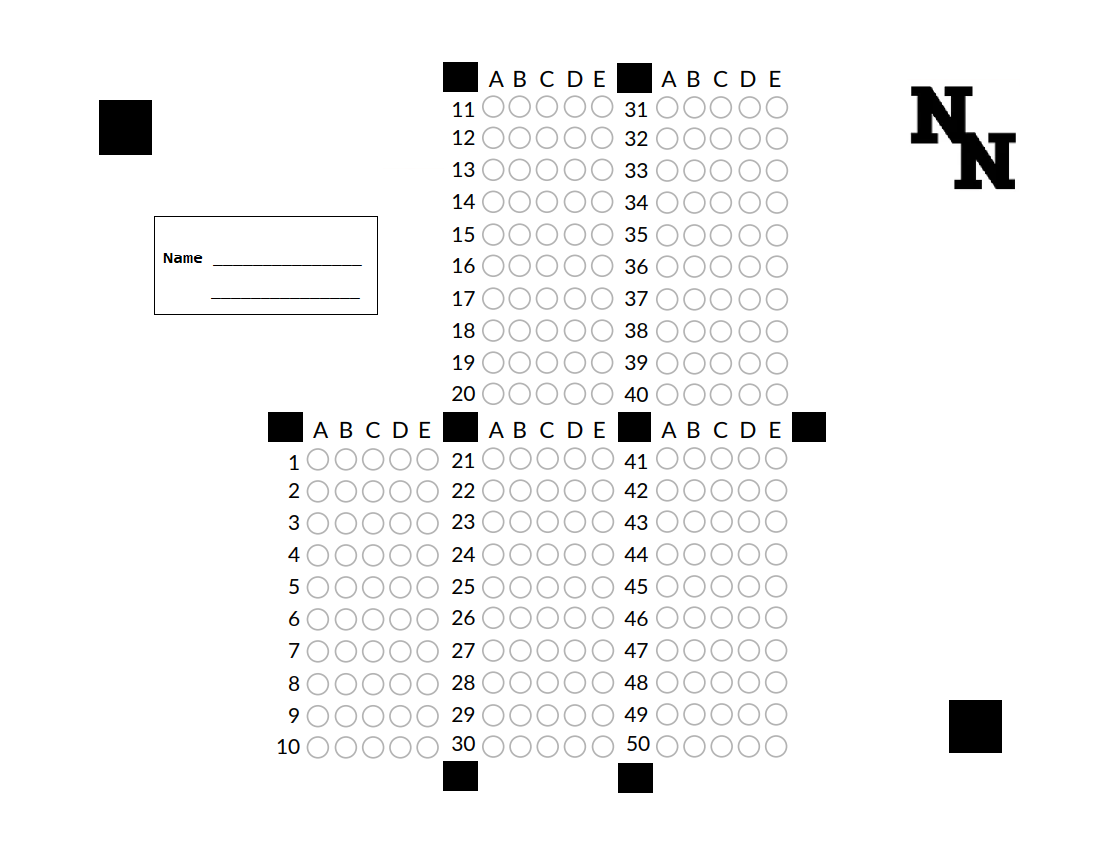 A B C D E A B C D E
11 31
12 32
13 33
14 34
15 35
16 36
17 37
18 38
19 39
20 40
NN
Name _______________
_______________
A B C D E A B C D E A B C D E
1 21 41
2 22 42
3 23 43
4 24 44
5 25 45
6 26 46
7 27 47
8 28 48
9 29 49
10 30 50